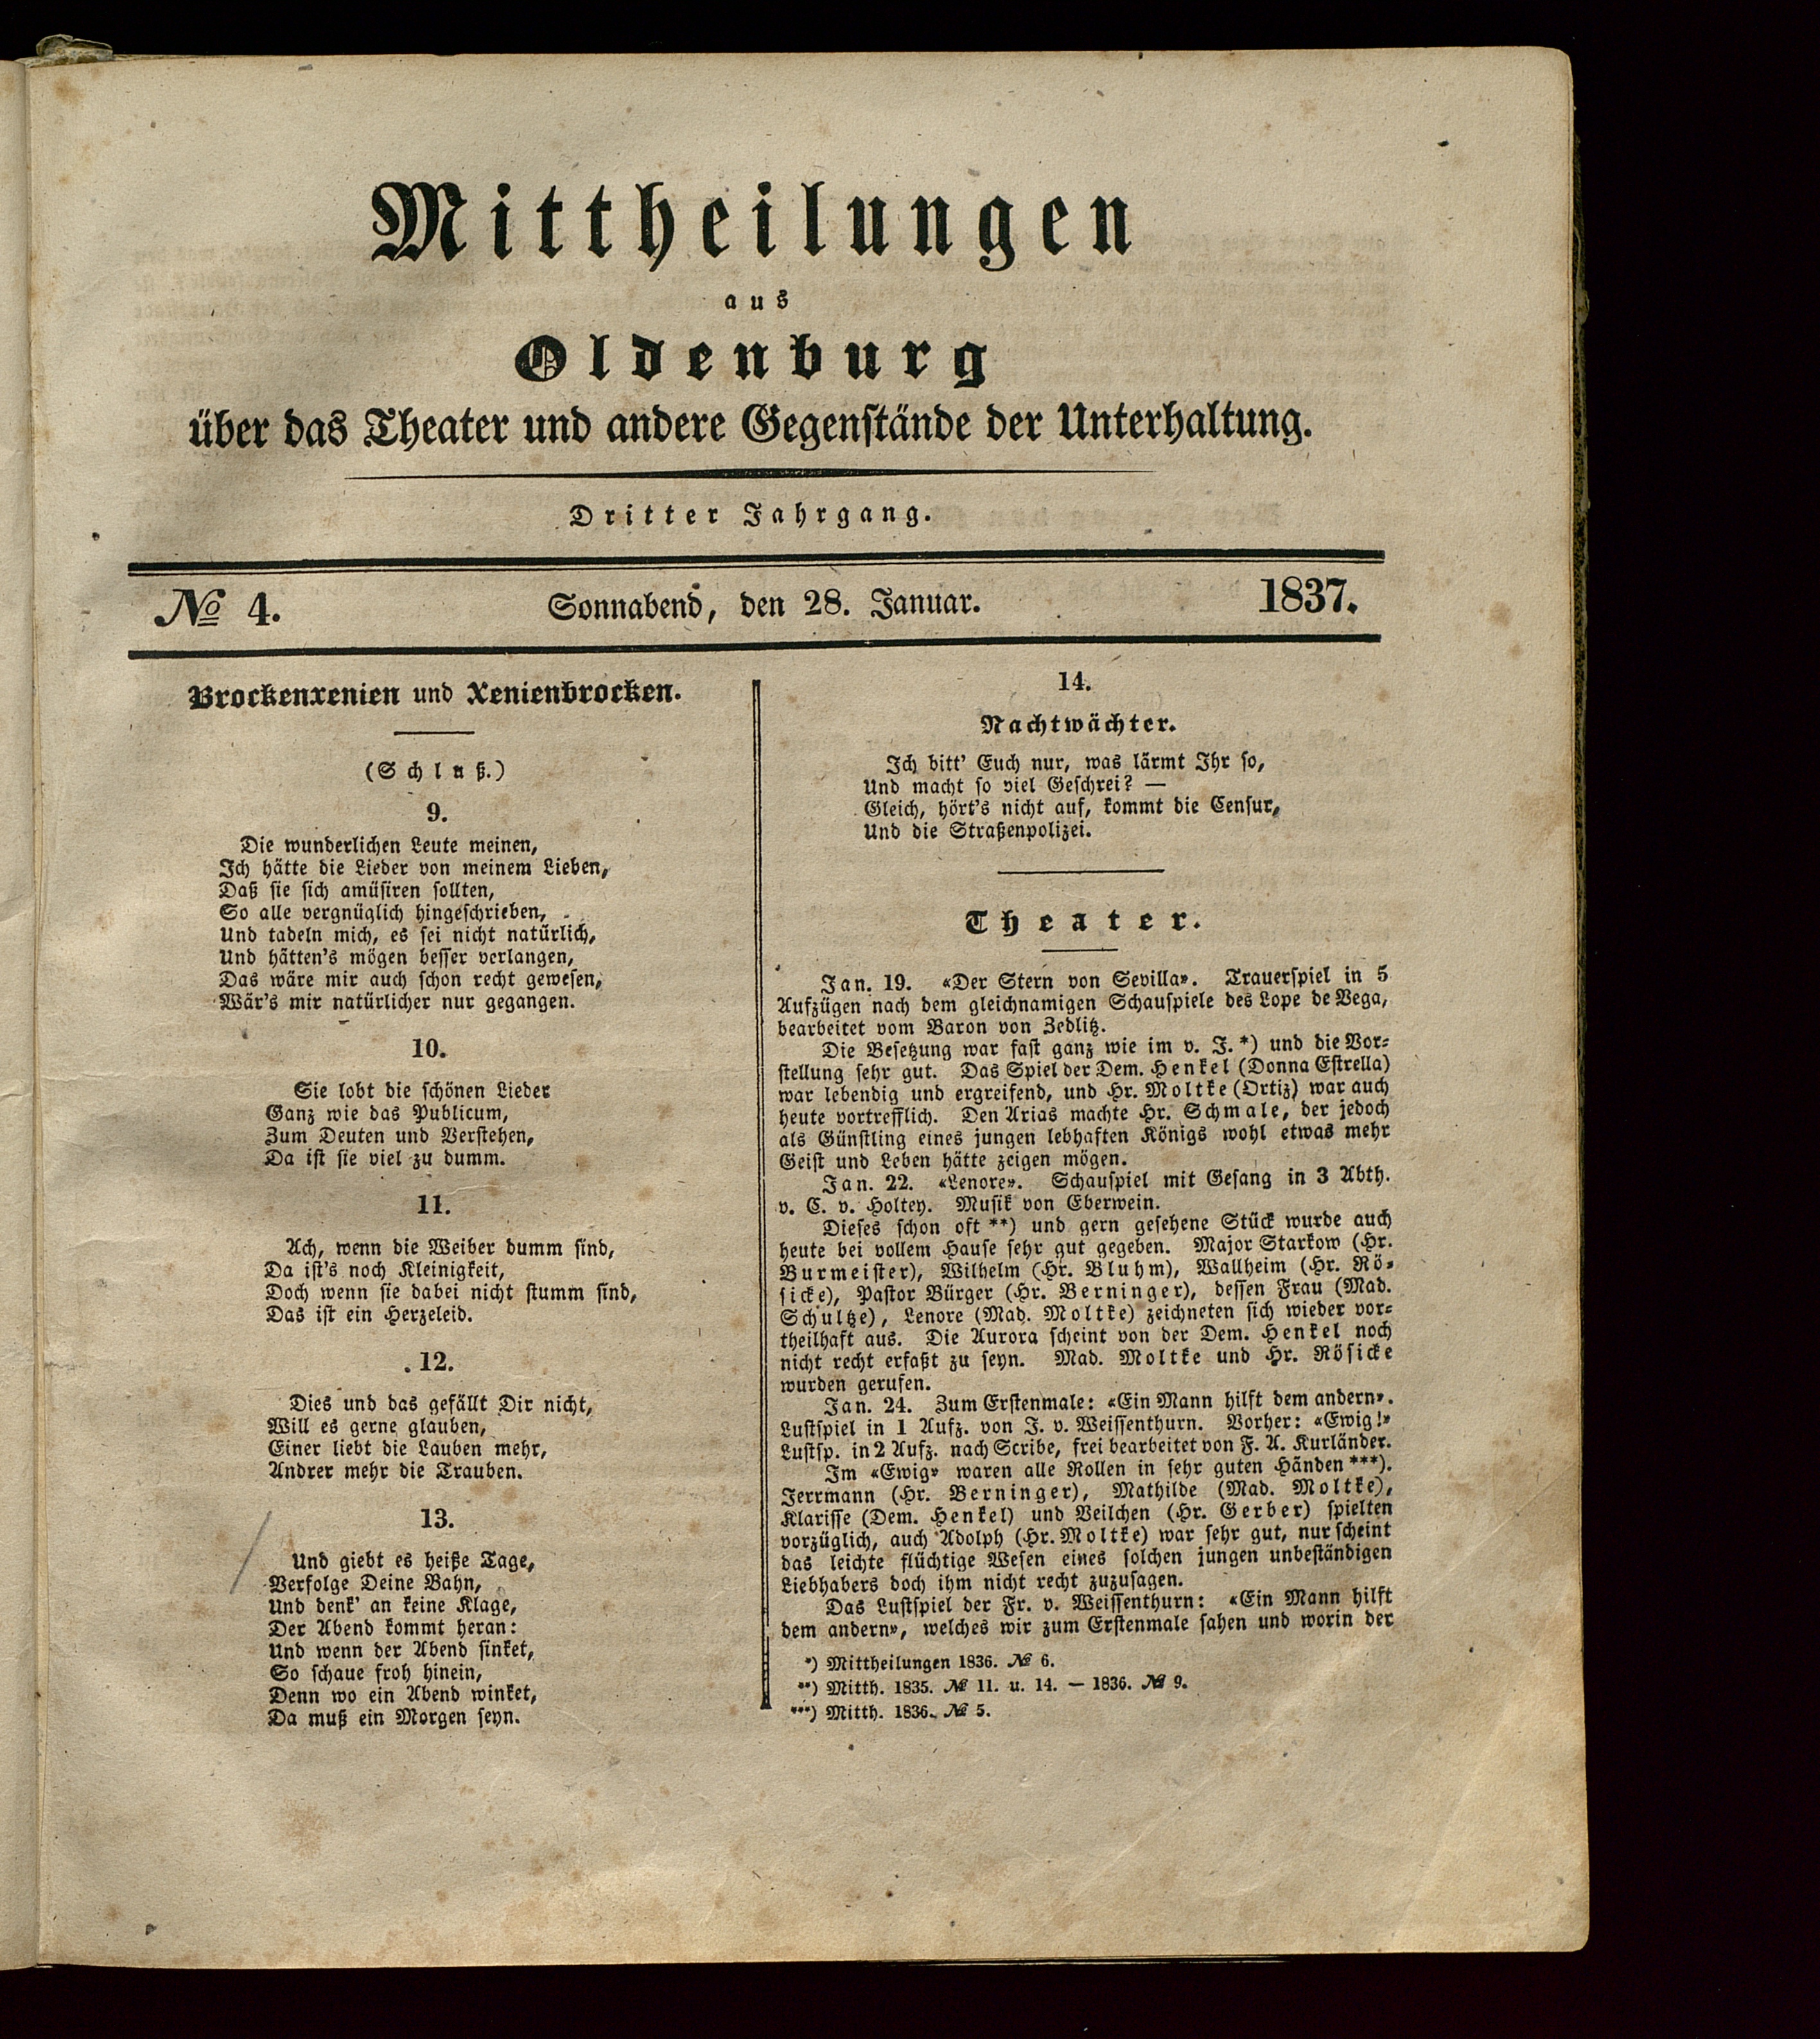 Mittheilungen
aus
Oldenburg
über das Theater und andere Gegenstände der Unterhaltung.
Dritter Jahrgang.
№ 4.
Sonnabend, den 28. Januar.
1837.
Brockenxenien und Xenienbrocken.
(Schluß.)
9.
Die wunderlichen Leute meinen,
Ich hätte die Lieder von meinem Lieben,
Daß sie sich amüsiren sollten,
So alle vergnüglich hingeschrieben,
Und tadeln mich, es sei nicht natürlich,
Und hätten's mögen besser verlangen,
Das wäre mir auch schon recht gewesen,
Wär's mir natürlicher nur gegangen.
10.
Sie lobt die schönen Lieder
Ganz wie das Publicum,
Zum Deuten und Verstehen,
Da ist sie viel zu dumm.
11.
Ach, wenn die Weiber dumm sind,
Da ist's noch Kleinigkeit,
Doch wenn sie dabei nicht stumm sind,
Das ist ein Herzeleid.
12.
Dies und das gefällt Dir nicht,
Will es gerne glauben,
Einer liebt die Lauben mehr,
Andrer mehr die Trauben.
13.
Und giebt es heiße Tage,
Verfolge Deine Bahn,
Und denk' an keine Klage,
Der Abend kommt heran:
Und wenn der Abend sinket,
So schaue froh hinein,
Denn wo ein Abend winket,
Da muß ein Morgen seyn.
14.
Nachtwächter.
Ich bitt' Euch nur, was lärmt Ihr so,
Und macht so viel Geschrei? —
Gleich, hört's nicht auf, kommt die Censur,
Und die Straßenpolizei.
Theater.
Jan. 19. «Der Stern von Sevilla». Trauerspiel in 5
Aufzügen nach dem gleichnamigen Schauspiele des Lope de Vega,
bearbeitet vom Baron von Zedlitz.
Die Besetzung war fast ganz wie im v. J. *) und die Vor-
stellung sehr gut. Das Spiel der Dem. Henkel (Donna Estrella)
war lebendig und ergreifend, und Hr. Moltke (Ortiz) war auch
heute vortrefflich. Den Arias machte Hr. Schmale, der jedoch
als Günstling eines jungen lebhaften Königs wohl etwas mehr
Geist und Leben hätte zeigen mögen.
Jan. 22. «Lenore». Schauspiel mit Gesang in 3 Abth.
v. C. v. Holtey. Musik von Eberwein.
Dieses schon oft **) und gern gesehene Stück wurde auch
heute bei vollem Hause sehr gut gegeben. Major Starkow (Hr.
Burmeister), Wilhelm (Hr. Bluhm), Wallheim (Hr. Rö-
sicke), Pastor Bürger (Hr. Berninger), dessen Frau (Mad.
Schultze), Lenore (Mad. Moltke) zeichneten sich wieder vor-
theilhaft aus. Die Aurora scheint von der Dem. Henkel noch
nicht recht erfaßt zu seyn. Mad. Moltke und Hr. Rösicke
wurden gerufen.
Jan. 24. Zum Erstenmale: «Ein Mann hilft dem andern».
Lustspiel in 1 Aufz. von J. v. Weissenthurn. Vorher: «Ewig!»
Lustsp. in 2 Aufz. nach Scribe, frei bearbeitet von F. A. Kurländer.
Im «Ewig» waren alle Rollen in sehr guten Händen ***).
Jerrmann (Hr. Berninger), Mathilde (Mad. Moltke),
Klarisse (Dem. Henkel) und Veilchen (Hr. Gerber) spielten
vorzüglich, auch Adolph (Hr. Moltke) war sehr gut, nur scheint
das leichte flüchtige Wesen eines solchen jungen unbeständigen
Liebhabers doch ihm nicht recht zuzusagen.
Das Lustspiel der Fr. v. Weissenthurn: «Ein Mann hilft
dem andern», welches wir zum Erstenmale sahen und worin der
*) Mittheilungen 1836. № 6.
**) Mitth. 1835. № 11. u. 14. — 1836. № 9.
***) Mitth. 1836. № 5.